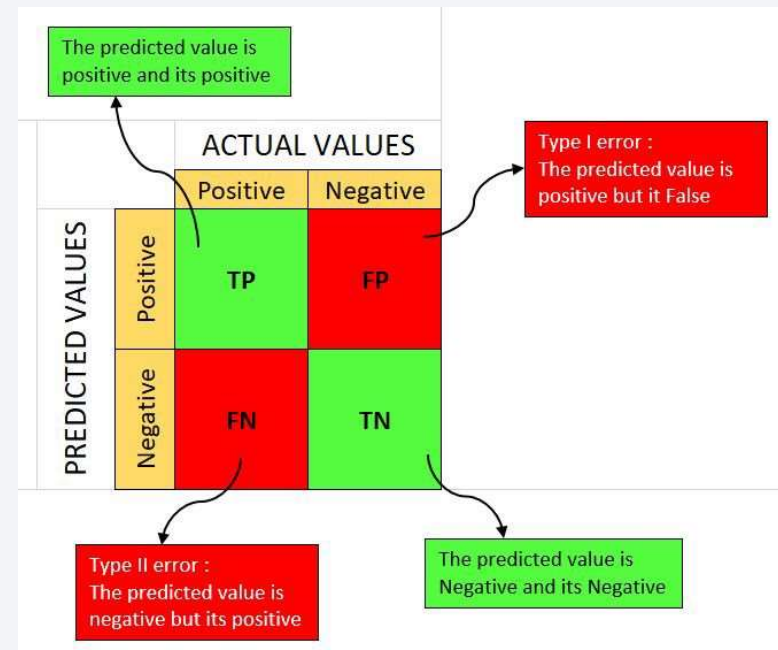 The predicted value is
positive and its positive
ACTUAL VALUES
Positive Negative
Type I error :
The predicted value is
positive but it False
PREDICTED VALUES
Positive
TP FP
Negative
FN TN
Type II error :
The predicted value is
negative but its positive
The predicted value is
Negative and its Negative